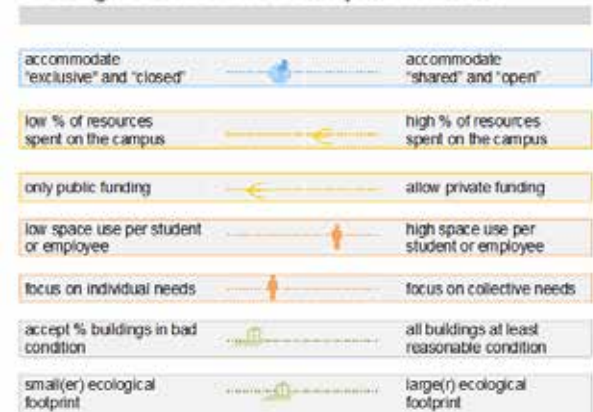 accommodate
"exclusive" and "closed"
accommodate
"shared" and "open"
low % of resources
spent on the campus
high % of resources
spent on the campus
only public funding
allow private funding
low space use per student
or employee
high space use per
student or employee
focus on individual needs
focus on collective needs
accept % buildings in bad
condition
all buildings at least
reasonable condition
small(er) ecological
footprint
large(r) ecological
footprint